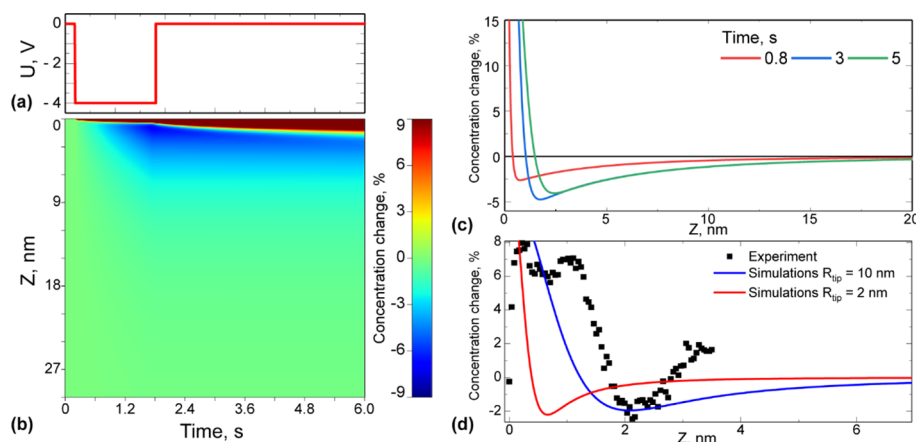 (a)
U, V
0
-2
-4
(b)
Z, nm
0
9
18
27
0 1.2 2.4 3.6 4.8 6.0
Time, s
9
6
3
0
-3
-6
-9
Concentration change, %
(c)
Concentration change, %
15
10
5
0
-5
Time, s
0.8 3 5
0 5 10 15 20
Z, nm
(d)
Concentration change, %
8
6
4
2
0
-2
Experiment
Simulations Rtip = 10 nm
Simulations Rtip = 2 nm
0 2 4 6
Z, nm